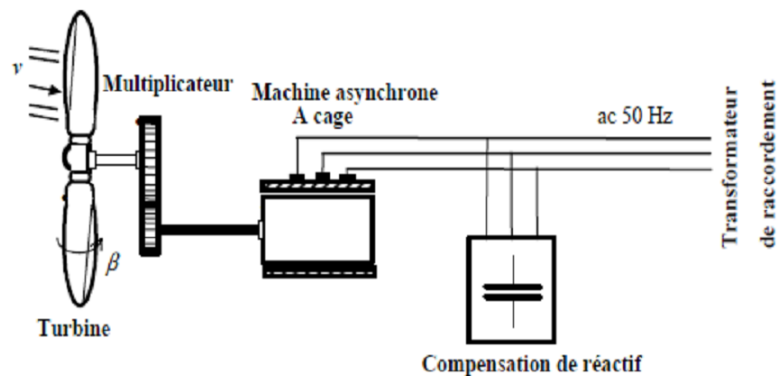 v
Multiplicateur
Machine asynchrone
A cage
ac 50 Hz
Transformateur
de raccordement
β
Turbine
Compensation de réactif